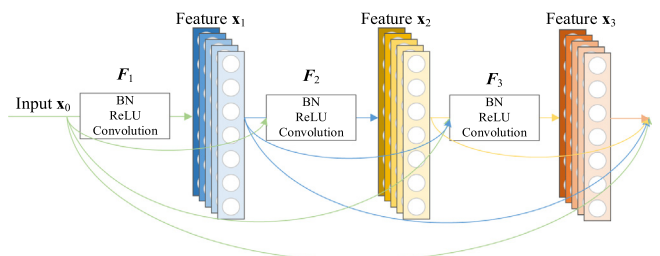 Feature x₁
Feature x₂
Feature x₃
F₁
F₂
F₃
Input x₀
BN
ReLU
Convolution
BN
ReLU
Convolution
BN
ReLU
Convolution